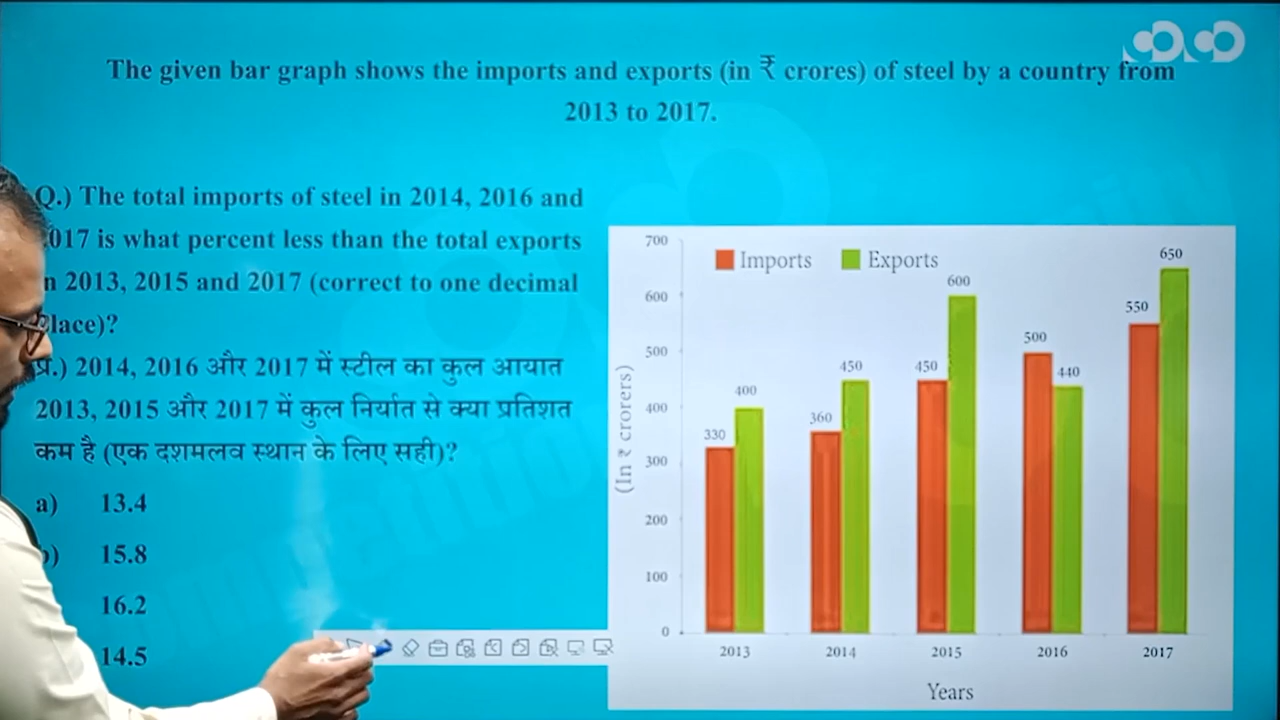 The given bar graph shows the imports and exports (in ₹ crores) of steel by a country from
2013 to 2017.
Q.) The total imports of steel in 2014, 2016 and
017 is what percent less than the total exports
n 2013, 2015 and 2017 (correct to one decimal
lace)?
प्र.) 2014, 2016 और 2017 में स्टील का कुल आयात
2013, 2015 और 2017 में कुल निर्यात से क्या प्रतिशत
कम है (एक दशमलव स्थान के लिए सही)?
a) 13.4
b) 15.8
16.2
14.5
Imports Exports
(In ₹ crorers)
700
600
500
400
300
200
100
0
330 400
360 450
450 600
500 440
550 650
2013 2014 2015 2016 2017
Years